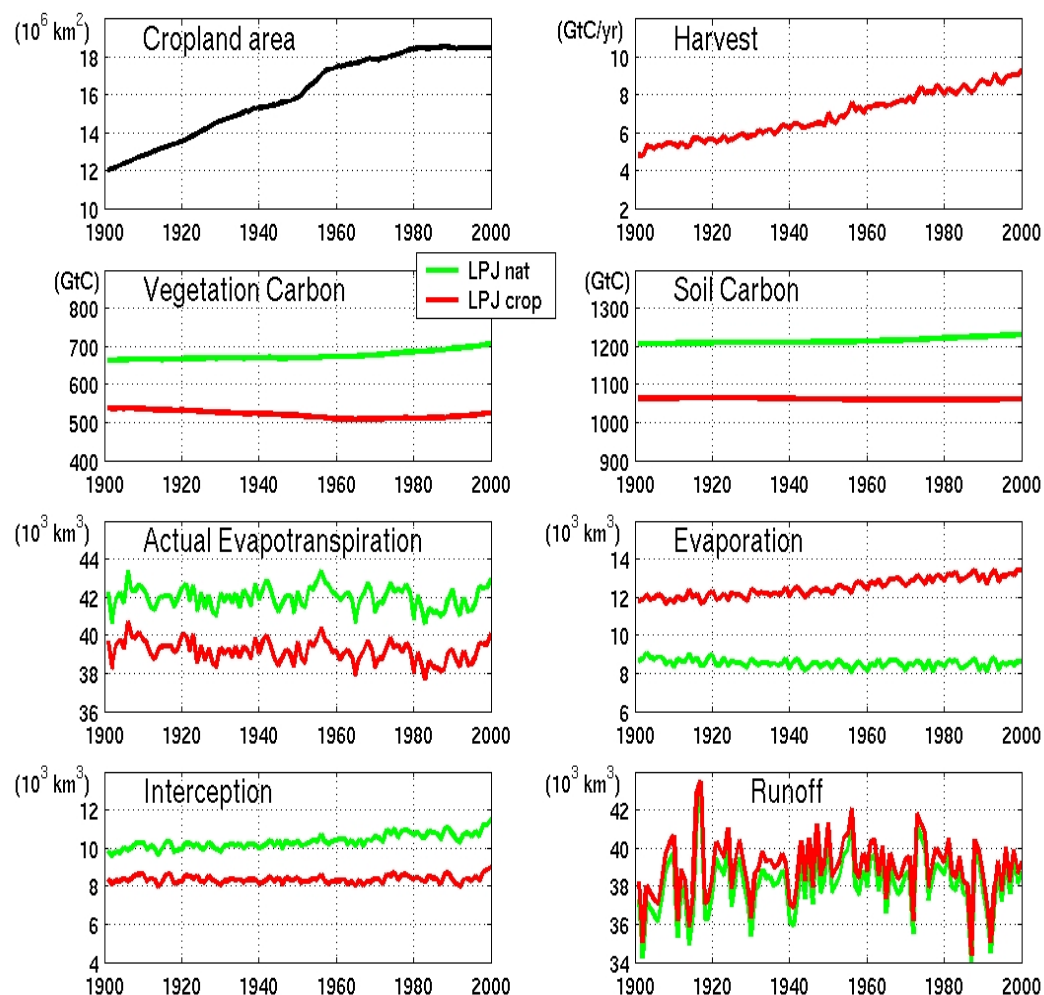 (10⁶ km²)
Cropland area
18
16
14
12
10
1900 1920 1940 1960 1980 2000
(GtC/yr)
Harvest
10
8
6
4
2
1900 1920 1940 1960 1980 2000
LPJ nat
LPJ crop
(GtC)
Vegetation Carbon
800
700
600
500
400
1900 1920 1940 1960 1980 2000
(GtC)
Soil Carbon
1300
1200
1100
1000
900
1900 1920 1940 1960 1980 2000
(10³ km³)
Actual Evapotranspiration
44
42
40
38
36
1900 1920 1940 1960 1980 2000
(10³ km³)
Evaporation
14
12
10
8
6
1900 1920 1940 1960 1980 2000
(10³ km³)
Interception
12
10
8
6
4
1900 1920 1940 1960 1980 2000
(10³ km³)
Runoff
42
40
38
36
34
1900 1920 1940 1960 1980 2000